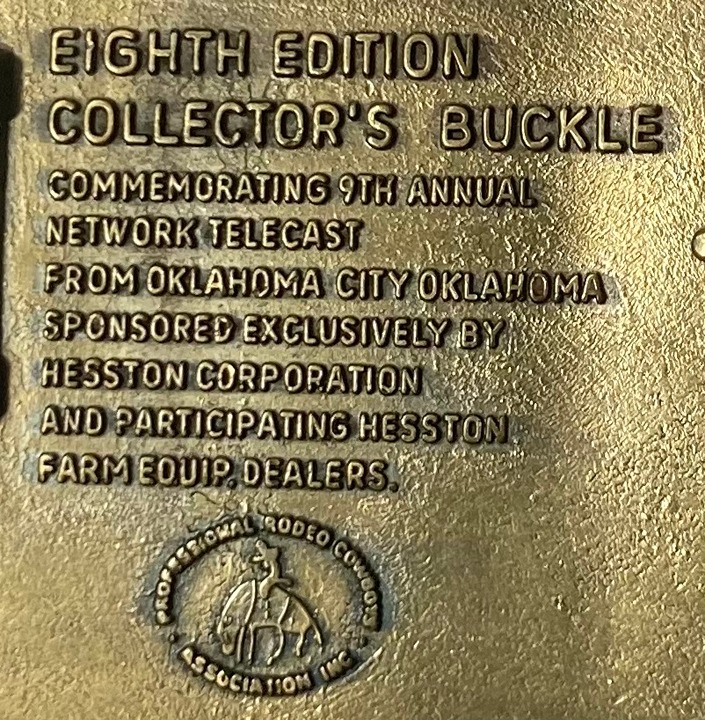 EIGHTH EDITION
COLLECTOR'S BUCKLE
COMMEMORATING 9TH ANNUAL
NETWORK TELECAST
FROM OKLAHOMA CITY OKLAHOMA
SPONSORED EXCLUSIVELY BY
HESSTON CORPORATION
AND PARTICIPATING HESSTON
FARM EQUIP. DEALERS.
PROFESSIONAL RODEO COWBOY
ASSOCIATION INC